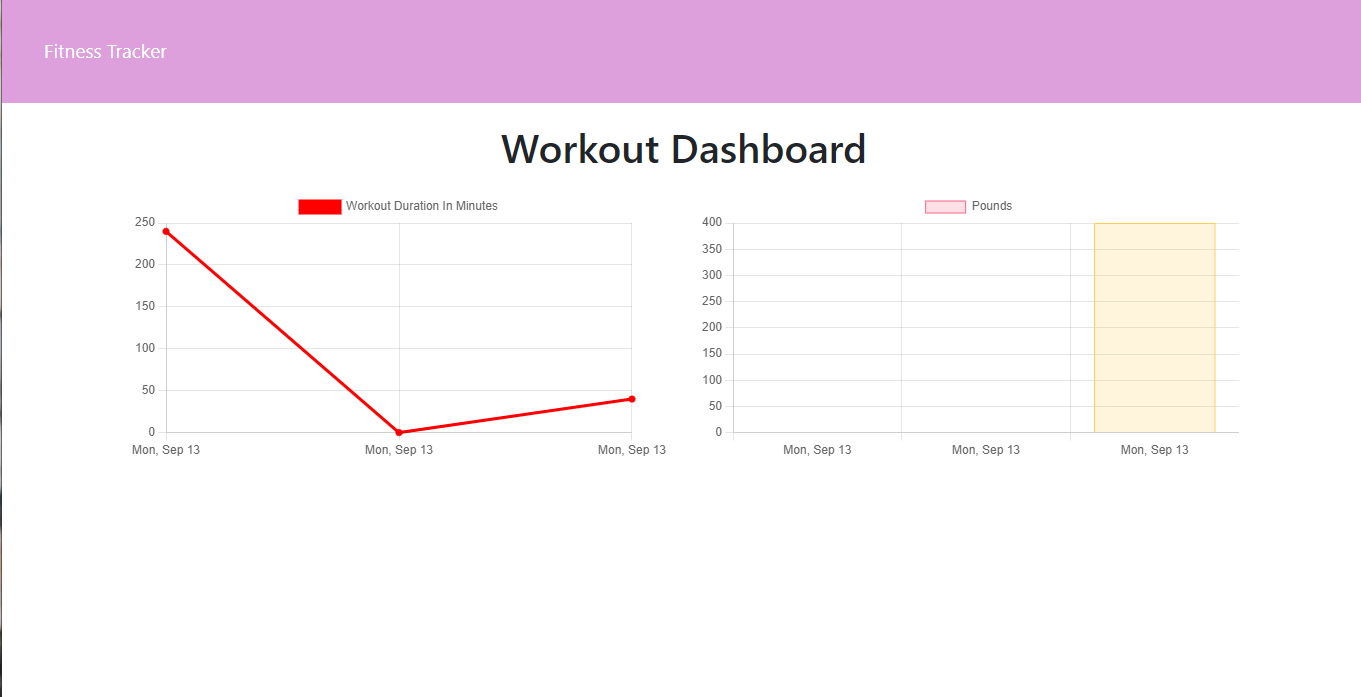 Fitness Tracker
Workout Dashboard
Workout Duration In Minutes
250
200
150
100
50
0
Mon, Sep 13 Mon, Sep 13 Mon, Sep 13
Pounds
400
350
300
250
200
150
100
50
0
Mon, Sep 13 Mon, Sep 13 Mon, Sep 13